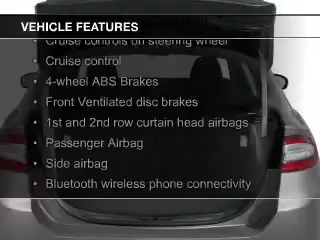 VEHICLE FEATURES
• Cruise controls on steering wheel
• Cruise control
• 4-wheel ABS Brakes
• Front Ventilated disc brakes
• 1st and 2nd row curtain head airbags
• Passenger Airbag
• Side airbag
• Bluetooth wireless phone connectivity